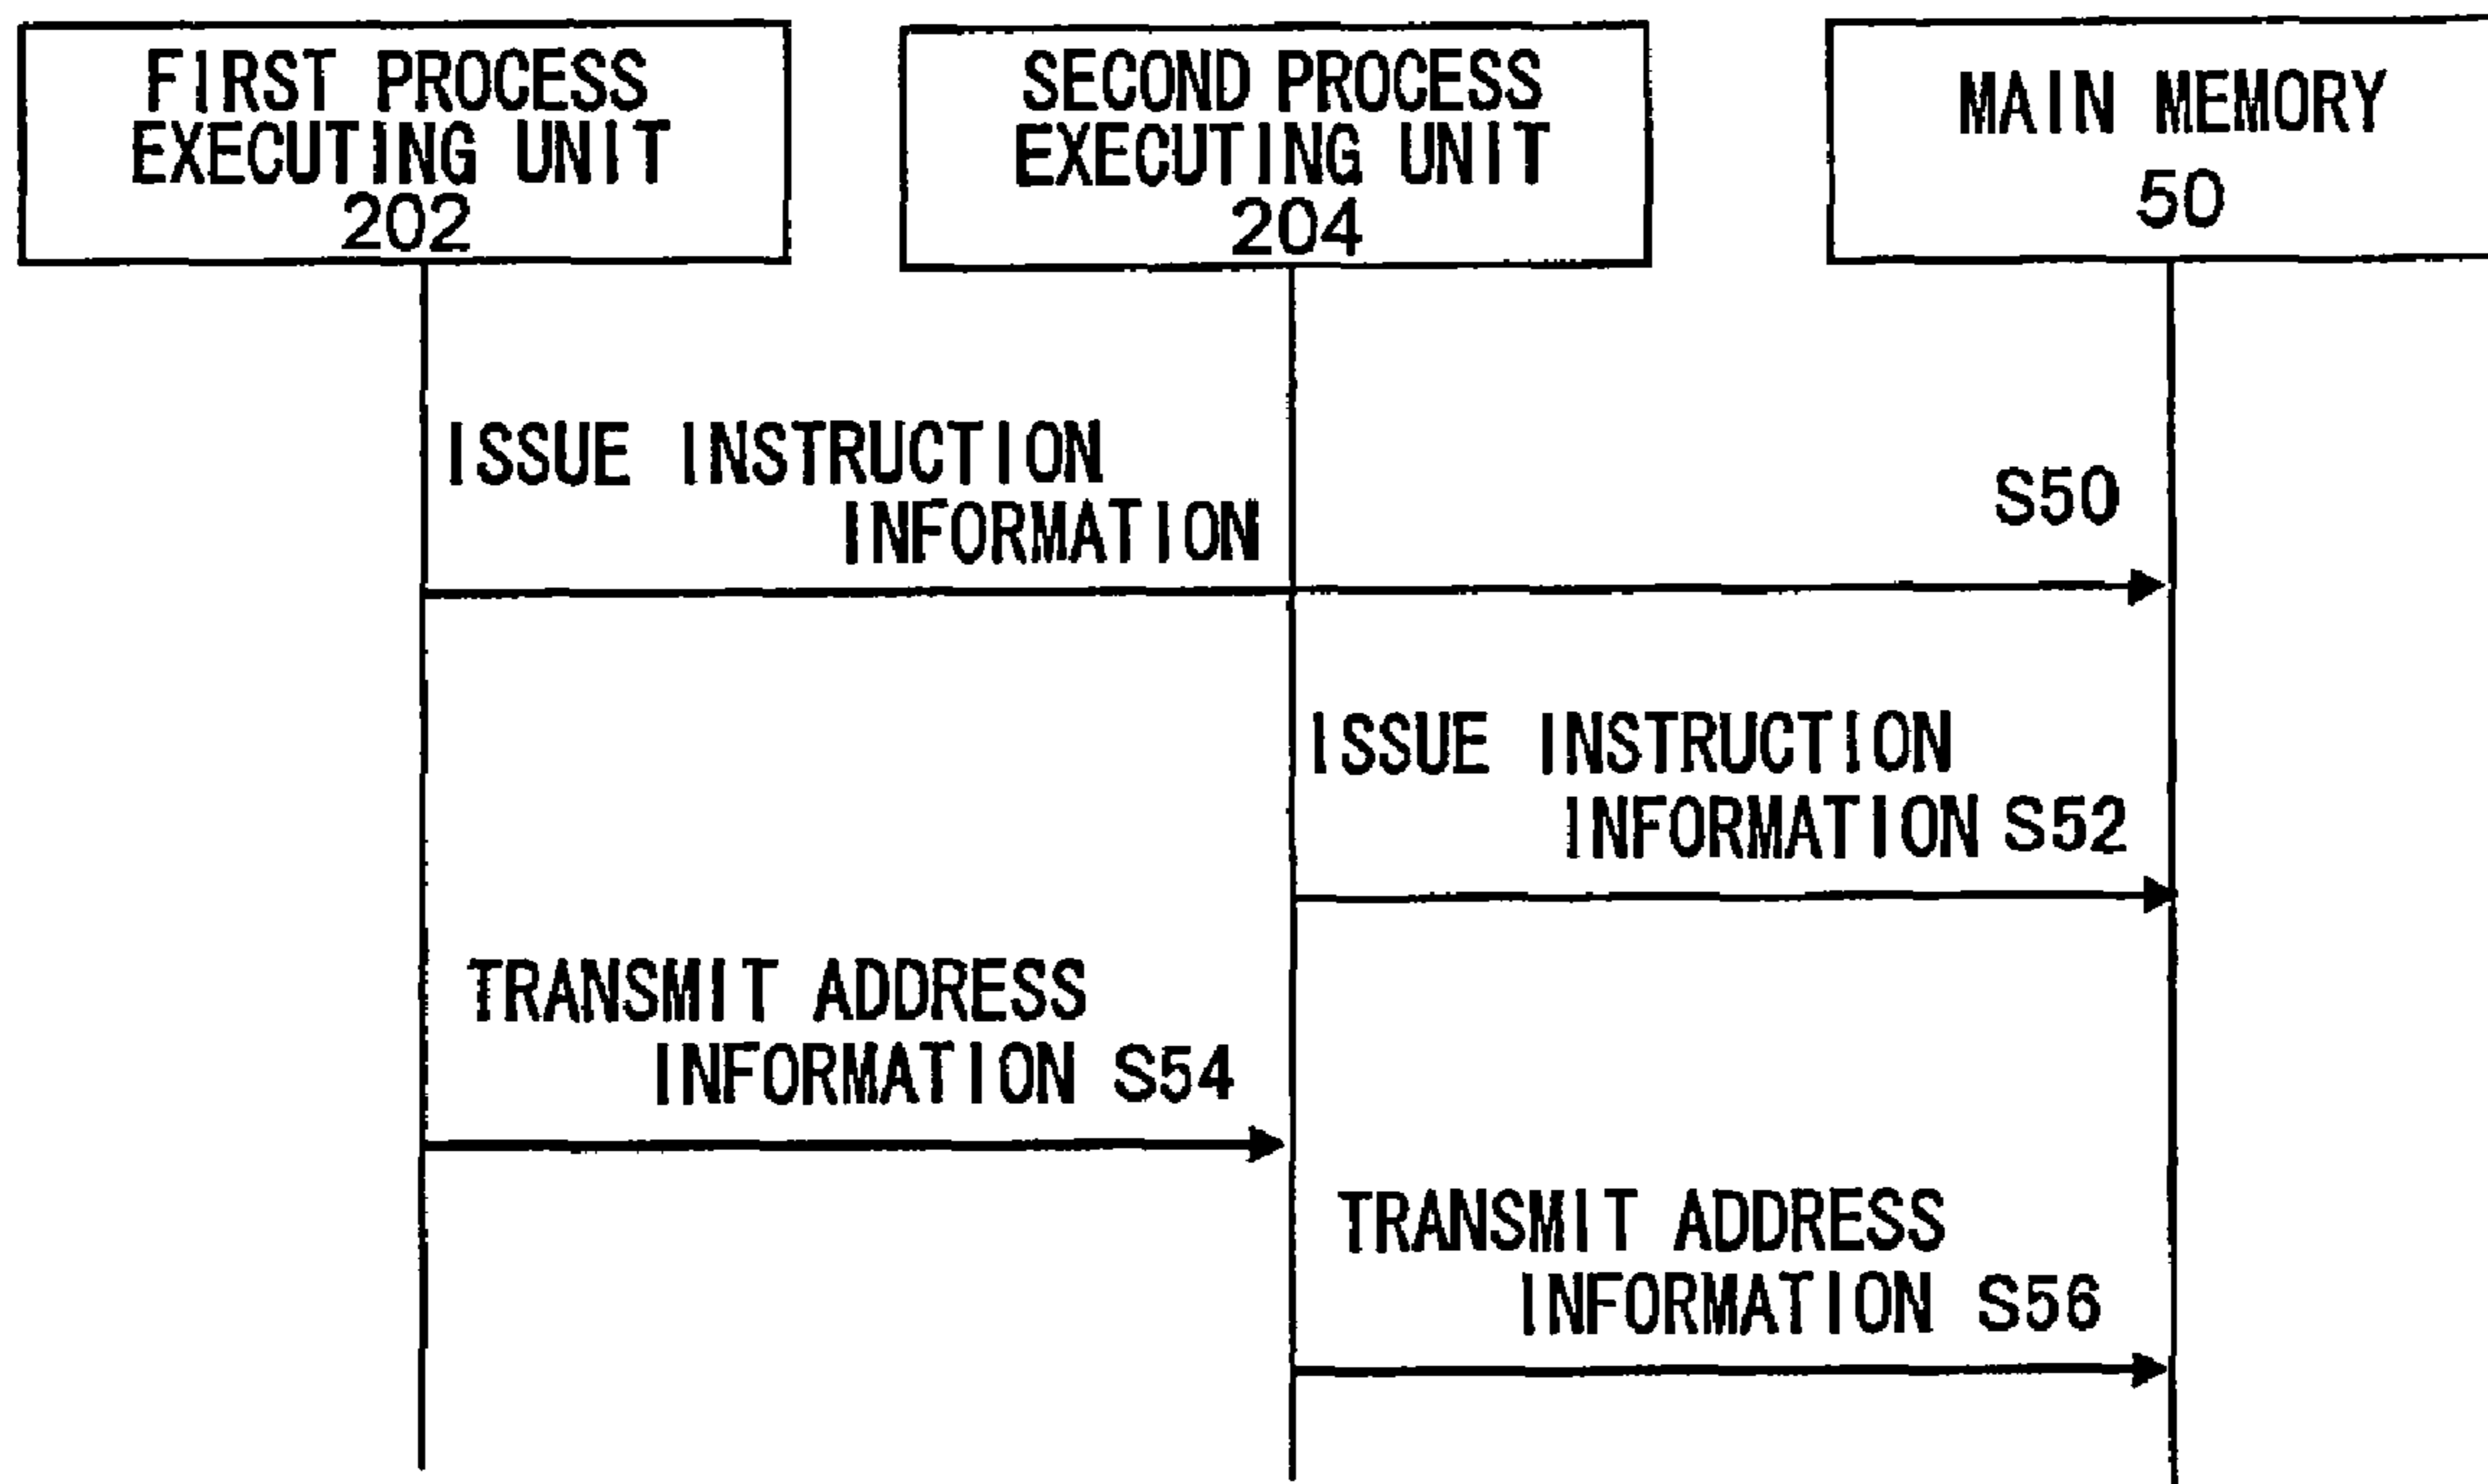 FIRST PROCESS
EXECUTING UNIT
202
SECOND PROCESS
EXECUTING UNIT
204
MAIN MEMORY
50
ISSUE INSTRUCTION
INFORMATION
S50
ISSUE INSTRUCTION
INFORMATION S52
TRANSMIT ADDRESS
INFORMATION S54
TRANSMIT ADDRESS
INFORMATION S56